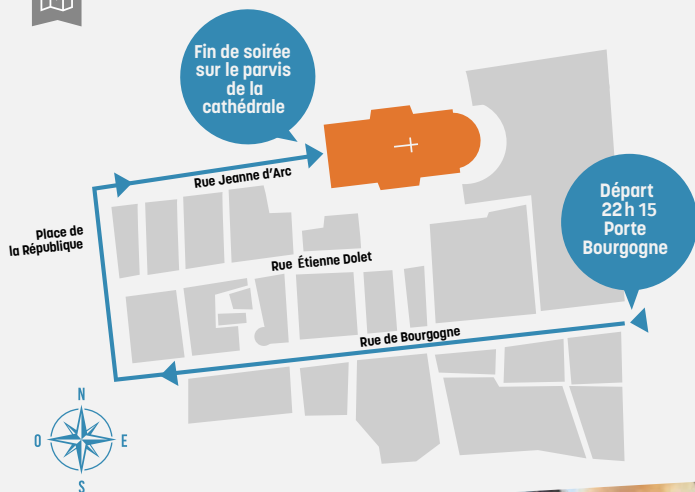 Fin de soirée
sur le parvis
de la
cathédrale
Rue Jeanne d'Arc
Départ
22 h 15
Porte
Bourgogne
Place de
la République
Rue Étienne Dolet
Rue de Bourgogne
N
O
E
S